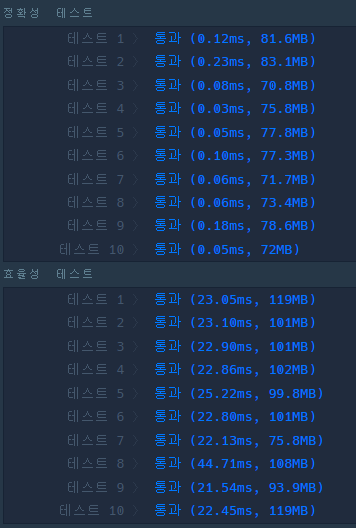 정확성 테스트
테스트 1 〉 통과 (0.12ms, 81.6MB)
테스트 2 〉 통과 (0.23ms, 83.1MB)
테스트 3 〉 통과 (0.08ms, 70.8MB)
테스트 4 〉 통과 (0.03ms, 75.8MB)
테스트 5 〉 통과 (0.05ms, 77.8MB)
테스트 6 〉 통과 (0.10ms, 77.3MB)
테스트 7 〉 통과 (0.06ms, 71.7MB)
테스트 8 〉 통과 (0.06ms, 73.4MB)
테스트 9 〉 통과 (0.18ms, 78.6MB)
테스트 10 〉 통과 (0.05ms, 72MB)
효율성 테스트
테스트 1 〉 통과 (23.05ms, 119MB)
테스트 2 〉 통과 (23.10ms, 101MB)
테스트 3 〉 통과 (22.90ms, 101MB)
테스트 4 〉 통과 (22.86ms, 102MB)
테스트 5 〉 통과 (25.22ms, 99.8MB)
테스트 6 〉 통과 (22.80ms, 101MB)
테스트 7 〉 통과 (22.13ms, 75.8MB)
테스트 8 〉 통과 (44.71ms, 108MB)
테스트 9 〉 통과 (21.54ms, 93.9MB)
테스트 10 〉 통과 (22.45ms, 119MB)